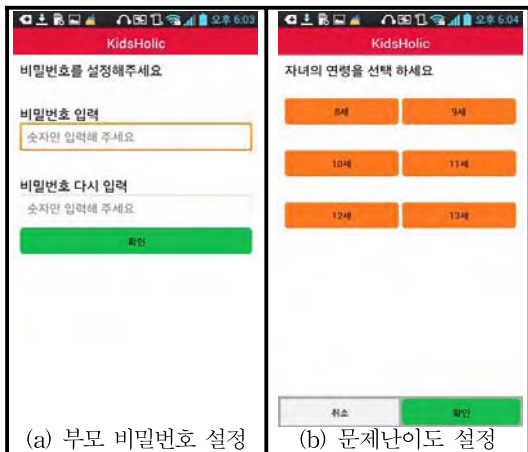 오후 6:03
KidsHolic
비밀번호를 설정해주세요
비밀번호 입력
숫자만 입력해 주세요
비밀번호 다시 입력
숫자만 입력해 주세요
확인
(a) 부모 비밀번호 설정
오후 6:04
KidsHolic
자녀의 연령을 선택 하세요
8세 9세
10세 11세
12세 13세
취소 확인
(b) 문제난이도 설정